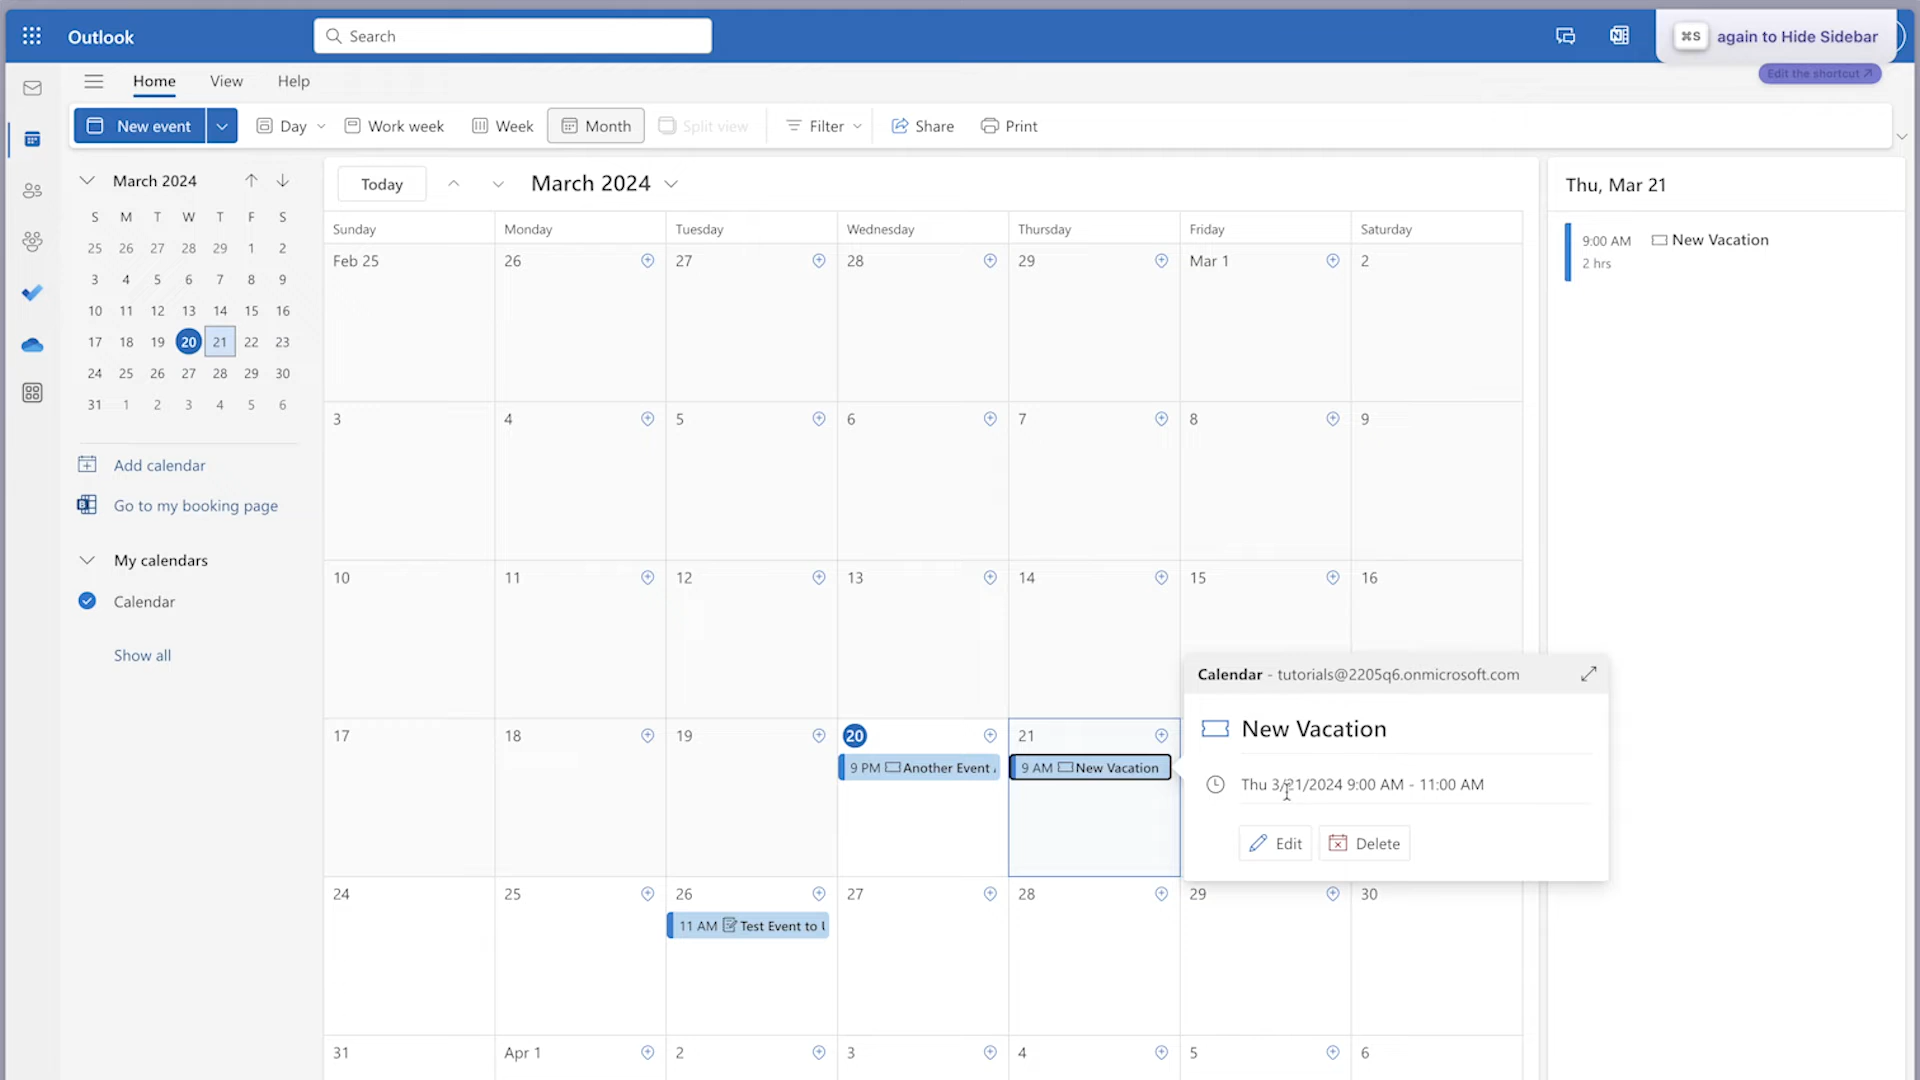 Outlook
Search
⌘S again to Hide Sidebar
Edit the shortcut ↗
Home View Help
New event Day Work week Week Month Split view Filter Share Print
March 2024
S M T W T F S
25 26 27 28 29 1 2
3 4 5 6 7 8 9
10 11 12 13 14 15 16
17 18 19 20 21 22 23
24 25 26 27 28 29 30
31 1 2 3 4 5 6
Add calendar
Go to my booking page
My calendars
Calendar
Show all
Today March 2024
Sunday Monday Tuesday Wednesday Thursday Friday Saturday
Feb 25 26 27 28 29 Mar 1 2
3 4 5 6 7 8 9
10 11 12 13 14 15 16
17 18 19 20 21
9 PM Another Event 9 AM New Vacation
24 25 26 27 28 29 30
11 AM Test Event to
31 Apr 1 2 3 4 5 6
Calendar - tutorials@2205q6.onmicrosoft.com
New Vacation
Thu 3/21/2024 9:00 AM - 11:00 AM
Edit Delete
Thu, Mar 21
9:00 AM New Vacation
2 hrs